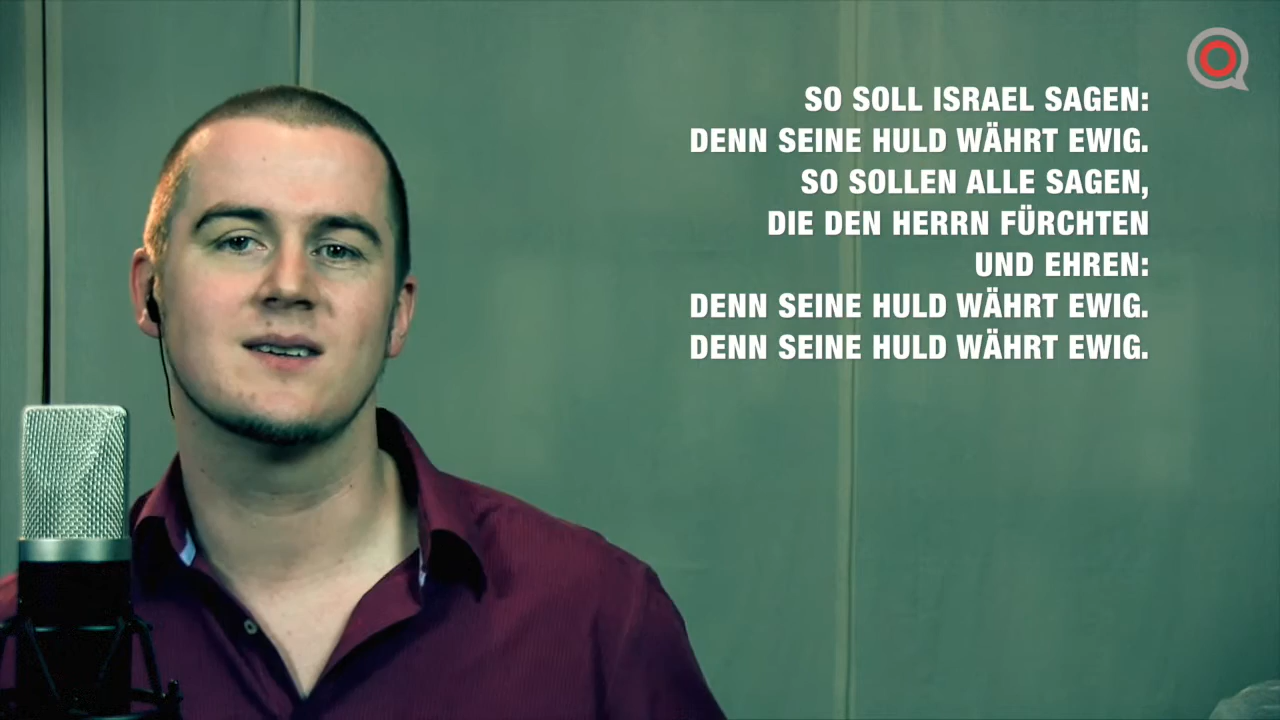 SO SOLL ISRAEL SAGEN:
DENN SEINE HULD WÄHRT EWIG.
SO SOLLEN ALLE SAGEN,
DIE DEN HERRN FÜRCHTEN
UND EHREN:
DENN SEINE HULD WÄHRT EWIG.
DENN SEINE HULD WÄHRT EWIG.